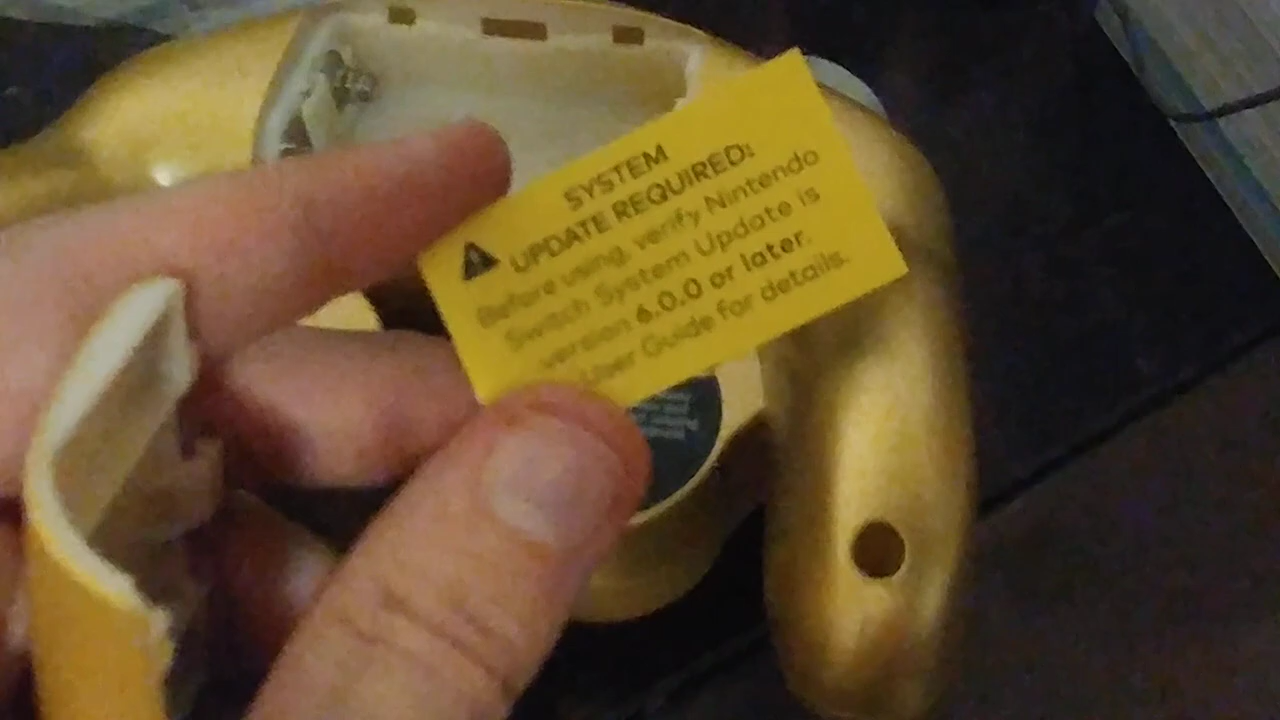 SYSTEM
UPDATE REQUIRED:
Before using, verify Nintendo
Switch System Update is
version 6.0.0 or later.
User Guide for details.